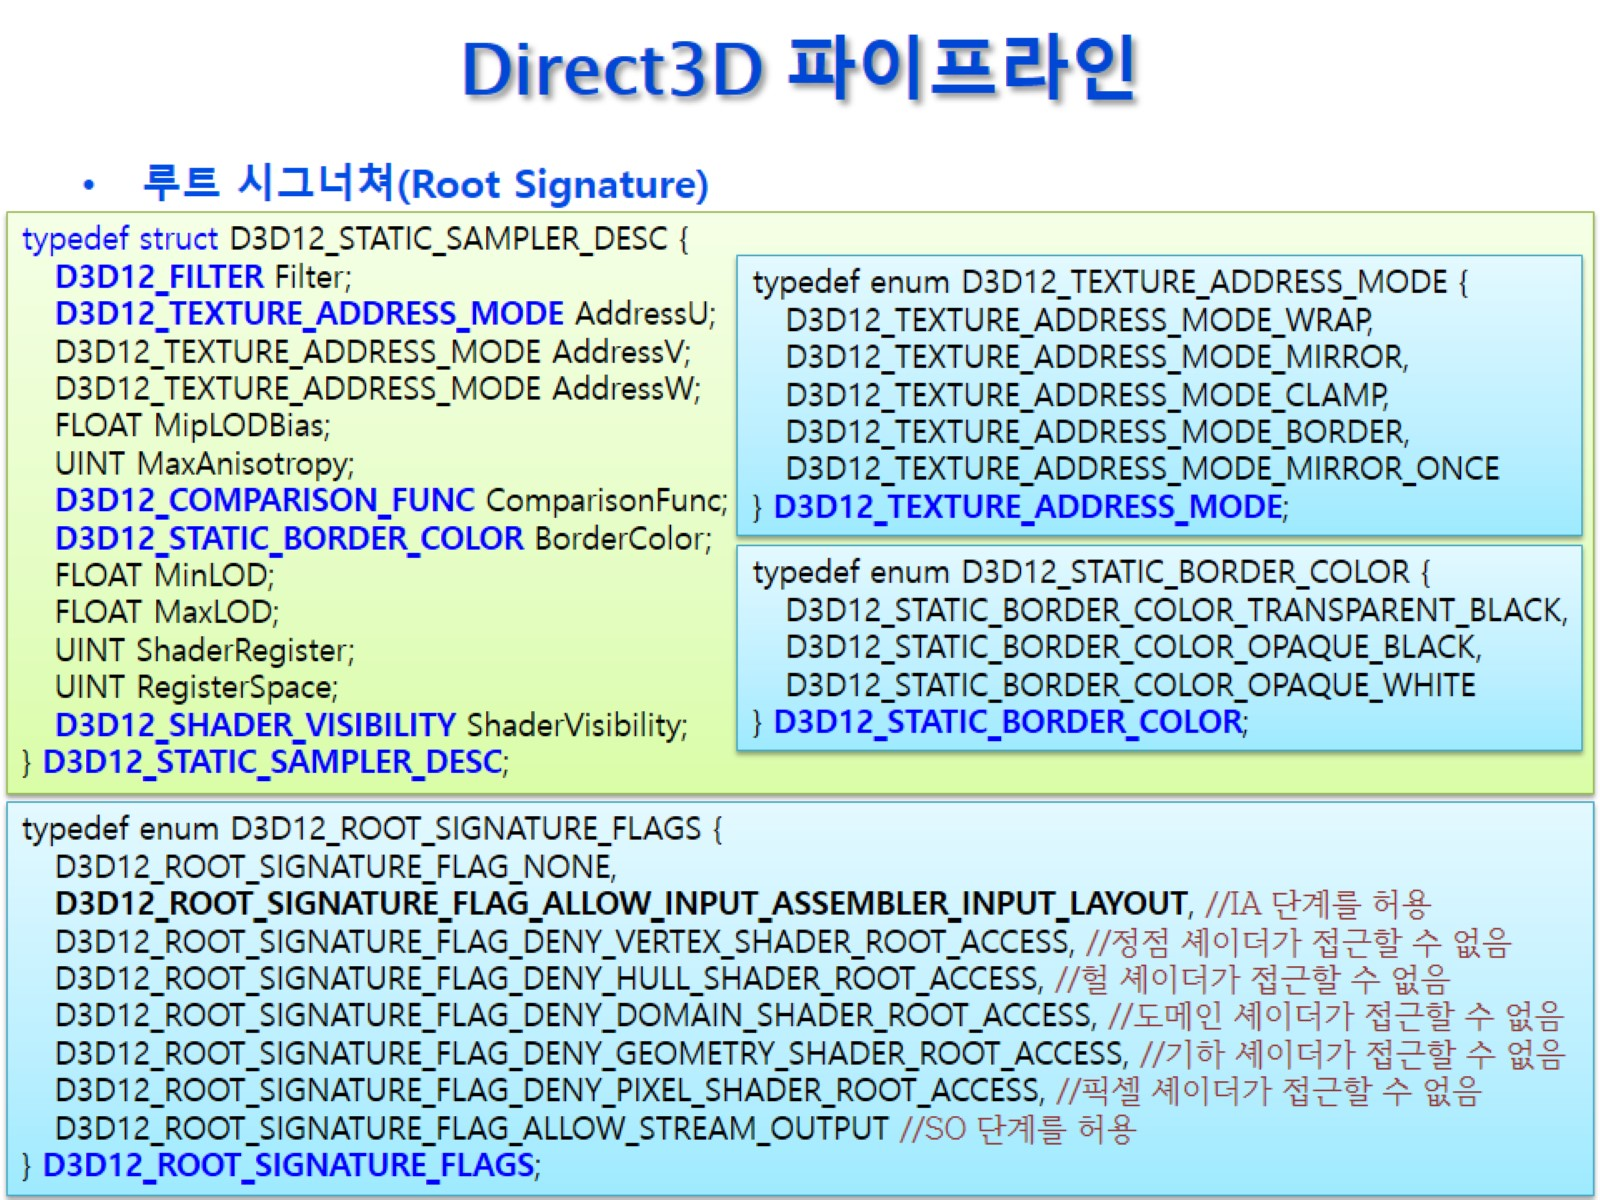 Direct3D 파이프라인
• 루트 시그너쳐(Root Signature)
typedef struct D3D12_STATIC_SAMPLER_DESC {
D3D12_FILTER Filter;
D3D12_TEXTURE_ADDRESS_MODE AddressU;
D3D12_TEXTURE_ADDRESS_MODE AddressV;
D3D12_TEXTURE_ADDRESS_MODE AddressW;
FLOAT MipLODBias;
UINT MaxAnisotropy;
D3D12_COMPARISON_FUNC ComparisonFunc;
D3D12_STATIC_BORDER_COLOR BorderColor;
FLOAT MinLOD;
FLOAT MaxLOD;
UINT ShaderRegister;
UINT RegisterSpace;
D3D12_SHADER_VISIBILITY ShaderVisibility;
} D3D12_STATIC_SAMPLER_DESC;
typedef enum D3D12_TEXTURE_ADDRESS_MODE {
D3D12_TEXTURE_ADDRESS_MODE_WRAP,
D3D12_TEXTURE_ADDRESS_MODE_MIRROR,
D3D12_TEXTURE_ADDRESS_MODE_CLAMP,
D3D12_TEXTURE_ADDRESS_MODE_BORDER,
D3D12_TEXTURE_ADDRESS_MODE_MIRROR_ONCE
} D3D12_TEXTURE_ADDRESS_MODE;
typedef enum D3D12_STATIC_BORDER_COLOR {
D3D12_STATIC_BORDER_COLOR_TRANSPARENT_BLACK,
D3D12_STATIC_BORDER_COLOR_OPAQUE_BLACK,
D3D12_STATIC_BORDER_COLOR_OPAQUE_WHITE
} D3D12_STATIC_BORDER_COLOR;
typedef enum D3D12_ROOT_SIGNATURE_FLAGS {
D3D12_ROOT_SIGNATURE_FLAG_NONE,
D3D12_ROOT_SIGNATURE_FLAG_ALLOW_INPUT_ASSEMBLER_INPUT_LAYOUT, //IA 단계를 허용
D3D12_ROOT_SIGNATURE_FLAG_DENY_VERTEX_SHADER_ROOT_ACCESS, //정점 셰이더가 접근할 수 없음
D3D12_ROOT_SIGNATURE_FLAG_DENY_HULL_SHADER_ROOT_ACCESS, //헐 셰이더가 접근할 수 없음
D3D12_ROOT_SIGNATURE_FLAG_DENY_DOMAIN_SHADER_ROOT_ACCESS, //도메인 셰이더가 접근할 수 없음
D3D12_ROOT_SIGNATURE_FLAG_DENY_GEOMETRY_SHADER_ROOT_ACCESS, //기하 셰이더가 접근할 수 없음
D3D12_ROOT_SIGNATURE_FLAG_DENY_PIXEL_SHADER_ROOT_ACCESS, //픽셀 셰이더가 접근할 수 없음
D3D12_ROOT_SIGNATURE_FLAG_ALLOW_STREAM_OUTPUT //SO 단계를 허용
} D3D12_ROOT_SIGNATURE_FLAGS;